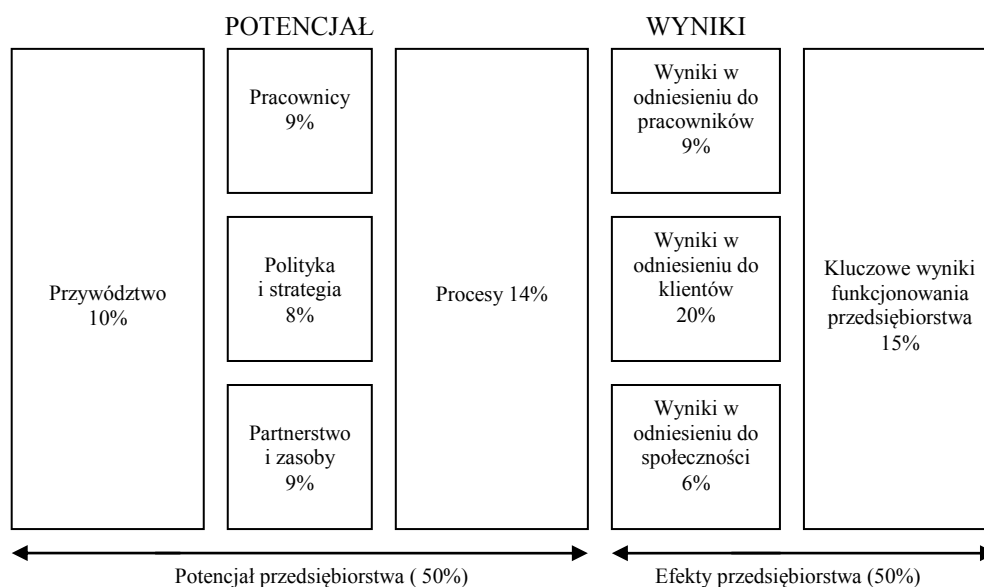 POTENCJAŁ
WYNIKI
Przywództwo
10%
Pracownicy
9%
Polityka
i strategia
8%
Partnerstwo
i zasoby
9%
Procesy 14%
Wyniki w
odniesieniu do
pracowników
9%
Wyniki w
odniesieniu do
klientów
20%
Wyniki w
odniesieniu do
społeczności
6%
Kluczowe wyniki
funkcjonowania
przedsiębiorstwa
15%
Potencjał przedsiębiorstwa ( 50%)
Efekty przedsiębiorstwa (50%)